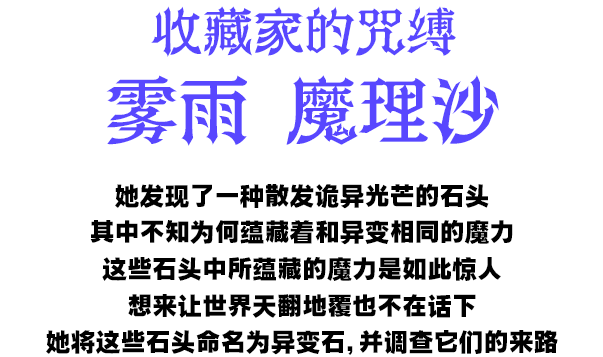 收藏家的咒缚
雾雨 魔理沙
她发现了一种散发诡异光芒的石头
其中不知为何蕴藏着和异变相同的魔力
这些石头中所蕴藏的魔力是如此惊人
想来让世界天翻地覆也不在话下
她将这些石头命名为异变石，并调查它们的来路